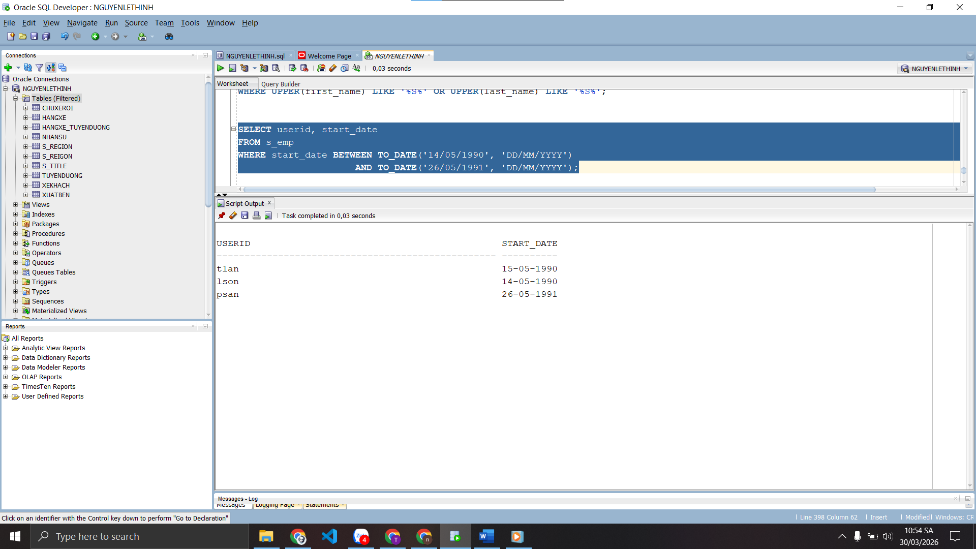 Oracle SQL Developer : NGUYENLETHINH
File Edit View Navigate Run Source Team Tools Window Help
Connections
Oracle Connections
NGUYENLETHINH
Tables (Filtered)
CHUXEROI
HANGXE
HANGXE_TUYENDUONG
NHANSU
S_REGION
S_REIGON
S_TITLE
TUYENDUONG
XEKHACH
XUATBEN
Views
Indexes
Packages
Procedures
Functions
Operators
Queues
Queues Tables
Triggers
Types
Sequences
Materialized Views
Reports
All Reports
Analytic View Reports
Data Dictionary Reports
Data Modeler Reports
OLAP Reports
TimesTen Reports
User Defined Reports
NGUYENLETHINH.sql Welcome Page NGUYENLETHINH
0,03 seconds NGUYENLETHINH
Worksheet Query Builder
WHERE UPPER(first_name) LIKE '%S%' OR UPPER(last_name) LIKE '%S%';
SELECT userid, start_date
FROM s_emp
WHERE start_date BETWEEN TO_DATE('14/05/1990', 'DD/MM/YYYY')
AND TO_DATE('26/05/1991', 'DD/MM/YYYY');
Script Output
Task completed in 0,03 seconds
USERID START_DATE
tlan 15-05-1990
lson 14-05-1990
psan 26-05-1991
Messages - Log
Messages Logging Page Statements
Click on an identifier with the Control key down to perform "Go to Declaration"
Line 398 Column 62 Insert Modified Windows: CF
Type here to search
10:54 SA
30/03/2026